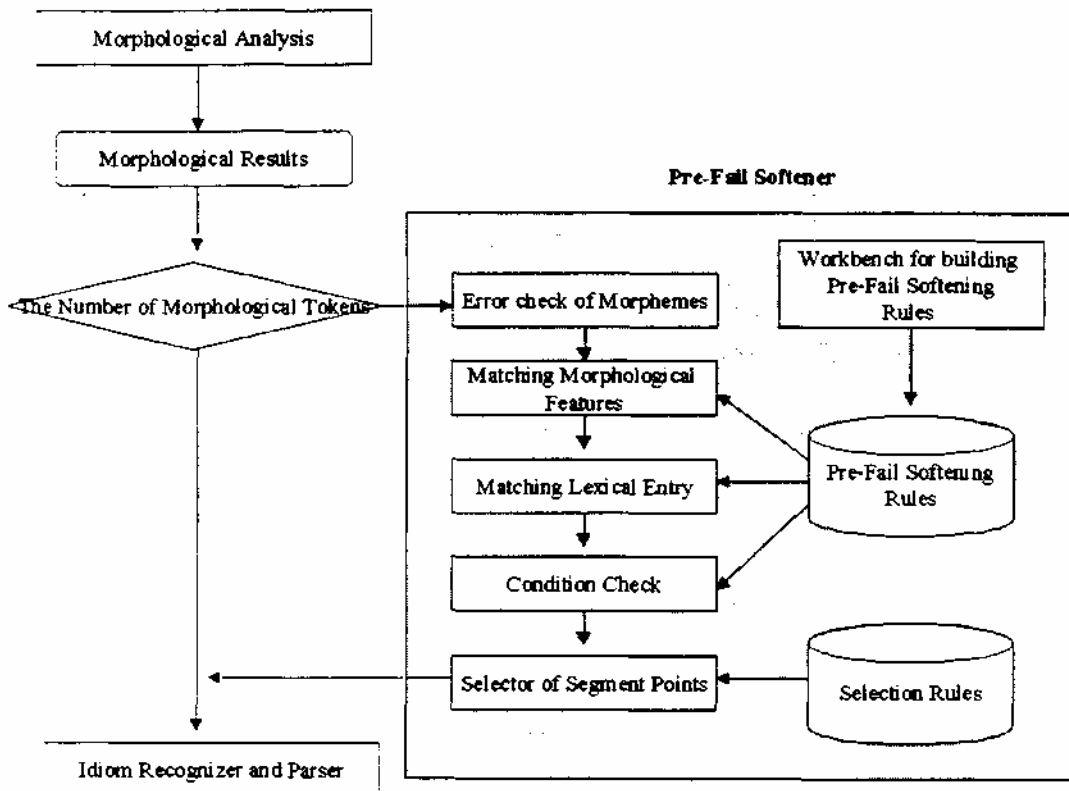 Morphological Analysis
Morphological Results
The Number of Morphological Tokens
Pre-Fail Softener
Error check of Morphemes
Matching Morphological
Features
Matching Lexical Entry
Condition Check
Selector of Segment Points
Workbench for building
Pre-Fail Softening
Rules
Pre-Fail Softening
Rules
Selection Rules
Idiom Recognizer and Parser